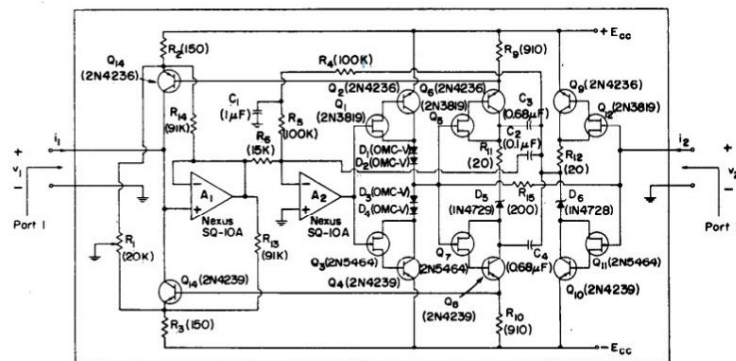 + Ecc
R2(150)
R9(910)
Q14
(2N4236)
R4(100K)
Q2(2N4236)
Q6(2N4236)
Q9(2N4236)
Q1
(2N3819)
(2N3819)
Q5
Q12
(2N3819)
C1
(1μF)
C3
(0.68μF)
C2
(0.1μF)
R14
(91K)
R5
(100K)
R6
(15K)
D1(OMC-V)
D2(OMC-V)
R11
(20)
R12
(20)
i1
i2
+
v1
-
Port 1
+
v2
-
Port
-
+
A1
Nexus
SQ-10A
-
+
A2
Nexus
SQ-10A
D3(OMC-V)
D4(OMC-V)
D5
(1N4729)
R15
(200)
D6
(1N4728)
R1
(20K)
R13
(91K)
Q14(2N4239)
Q3(2N5464)
Q7
(2N5464)
C4
(0.68μF)
Q11(2N5464)
Q4(2N4239)
Q8
(2N4239)
Q10(2N4239)
R3(150)
R10
(910)
- Ecc